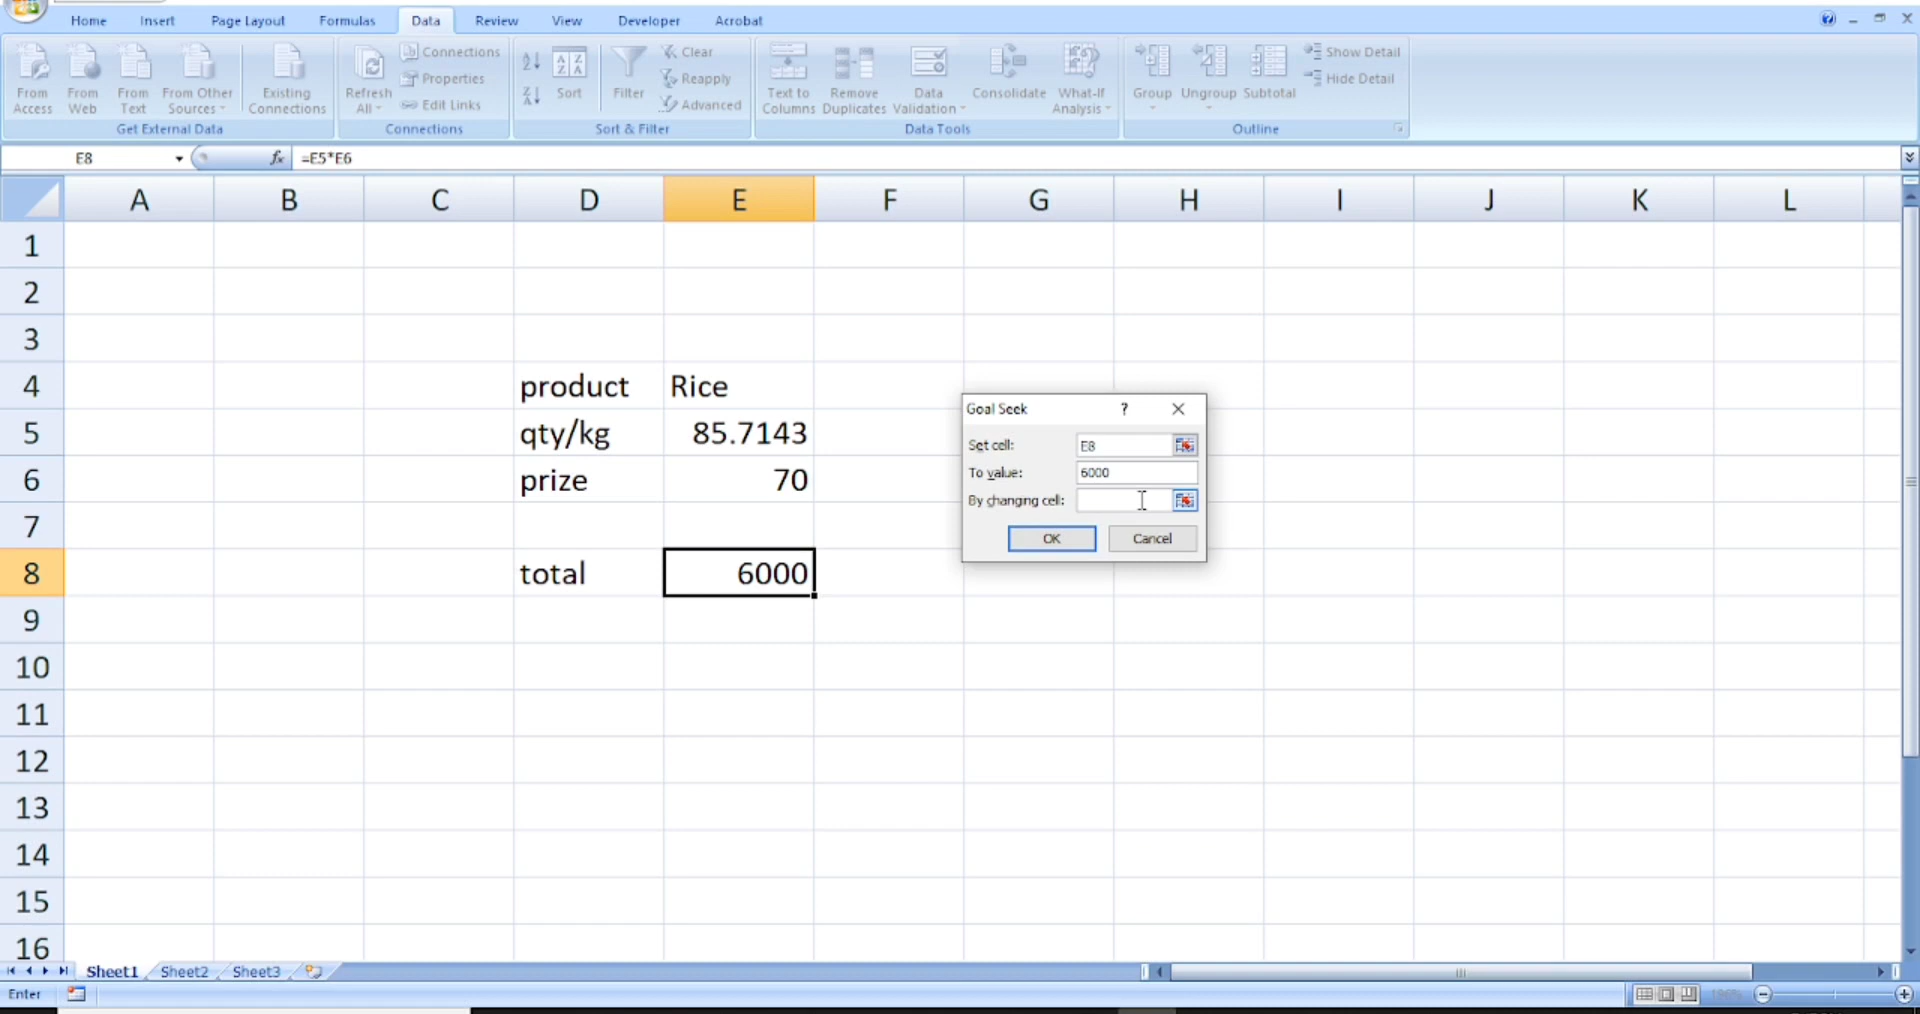 Home Insert Page Layout Formulas Data Review View Developer Acrobat
From Access
From Web
From Text
From Other Sources
Existing Connections
Get External Data
Refresh All
Connections
Properties
Edit Links
Connections
Sort
Filter
Clear
Reapply
Advanced
Sort & Filter
Text to Columns
Remove Duplicates
Data Validation
Consolidate
What-If Analysis
Data Tools
Group
Ungroup
Subtotal
Show Detail
Hide Detail
Outline
E8 fx =E5*E6
A B C D E F G H I J K L
1
2
3
4 product Rice
5 qty/kg 85.7143
6 prize 70
7
8 total 6000
9
10
11
12
13
14
15
16
Goal Seek ?
Set cell: E8
To value: 6000
By changing cell:
OK Cancel
Sheet1 Sheet2 Sheet3
Enter